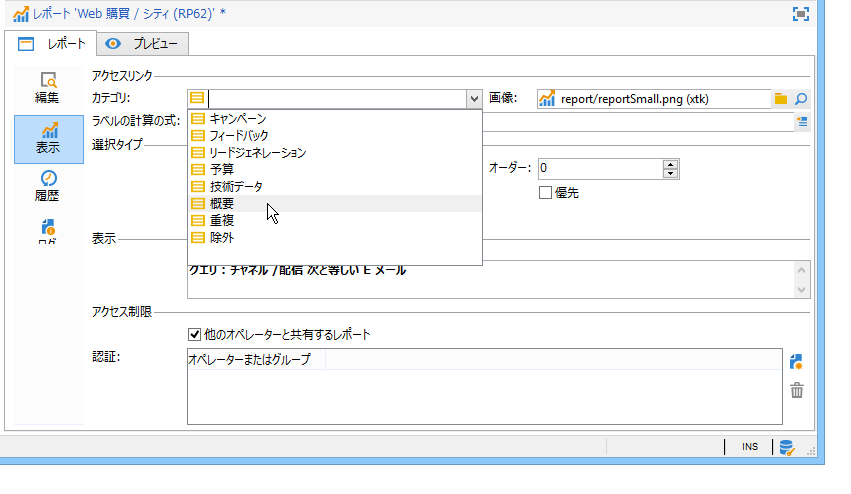 レポート 'Web 購買 / シティ (RP62)' *
レポート プレビュー
編集
表示
履歴
ログ
アクセスリンク
カテゴリ: 画像: report/reportSmall.png (xtk)
ラベルの計算の式:
選択タイプ
キャンペーン
フィードバック
リードジェネレーション
予算
技術データ
概要
重複
除外
オーダー: 0
優先
表示
クエリ : チャネル / 配信 次と等しい E メール
アクセス制限
他のオペレーターと共有するレポート
認証:
オペレーターまたはグループ
INS